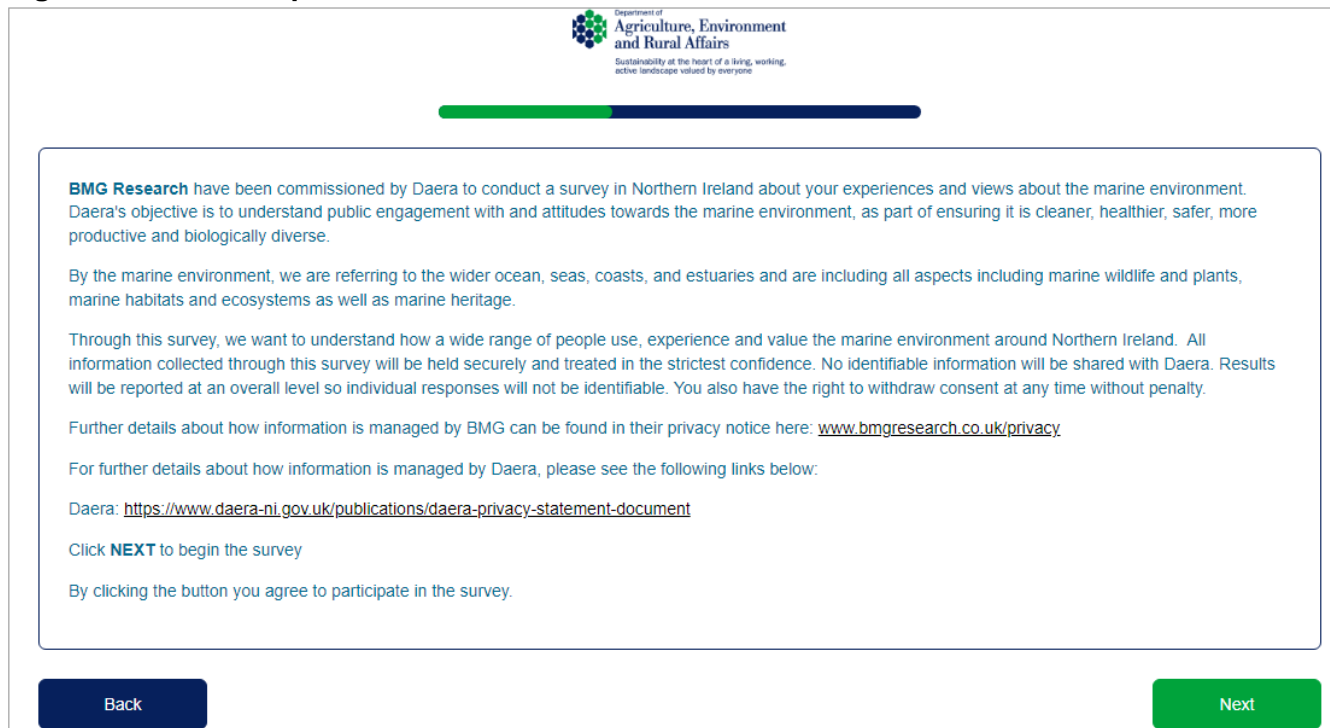 Department of
Agriculture, Environment
and Rural Affairs
Sustainability at the heart of a living, working,
active landscape valued by everyone
BMG Research have been commissioned by Daera to conduct a survey in Northern Ireland about your experiences and views about the marine environment.
Daera's objective is to understand public engagement with and attitudes towards the marine environment, as part of ensuring it is cleaner, healthier, safer, more
productive and biologically diverse.
By the marine environment, we are referring to the wider ocean, seas, coasts, and estuaries and are including all aspects including marine wildlife and plants,
marine habitats and ecosystems as well as marine heritage.
Through this survey, we want to understand how a wide range of people use, experience and value the marine environment around Northern Ireland. All
information collected through this survey will be held securely and treated in the strictest confidence. No identifiable information will be shared with Daera. Results
will be reported at an overall level so individual responses will not be identifiable. You also have the right to withdraw consent at any time without penalty.
Further details about how information is managed by BMG can be found in their privacy notice here: www.bmgresearch.co.uk/privacy
For further details about how information is managed by Daera, please see the following links below:
Daera: https://www.daera-ni.gov.uk/publications/daera-privacy-statement-document
Click NEXT to begin the survey
By clicking the button you agree to participate in the survey.
Back
Next